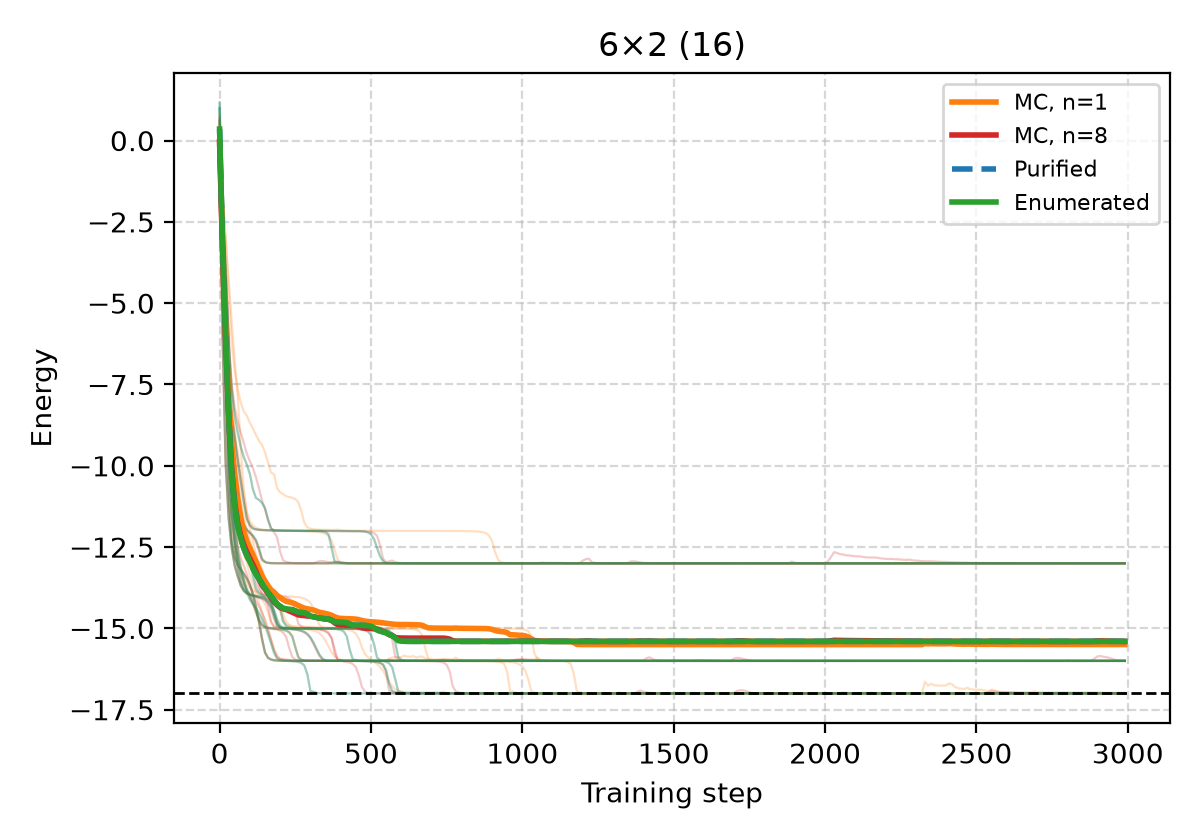 6×2 (16)
MC, n=1
MC, n=8
Purified
Enumerated
Energy
0.0
−2.5
−5.0
−7.5
−10.0
−12.5
−15.0
−17.5
0 500 1000 1500 2000 2500 3000
Training step